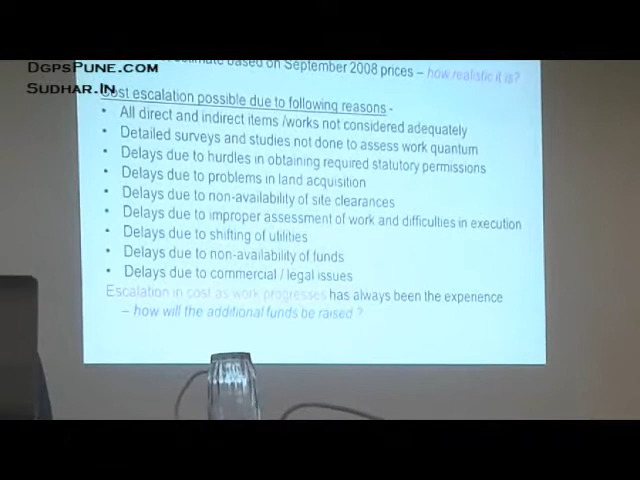 DGPSPUNE.COM
SUDHAR.IN
estimate based on September 2008 prices – how realistic it is?
Cost escalation possible due to following reasons -
• All direct and indirect items /works not considered adequately
• Detailed surveys and studies not done to assess work quantum
• Delays due to hurdles in obtaining required statutory permissions
• Delays due to problems in land acquisition
• Delays due to non-availability of site clearances
• Delays due to improper assessment of work and difficulties in execution
• Delays due to shifting of utilities
• Delays due to non-availability of funds
• Delays due to commercial / legal issues
Escalation in cost as work progresses has always been the experience
– how will the additional funds be raised ?